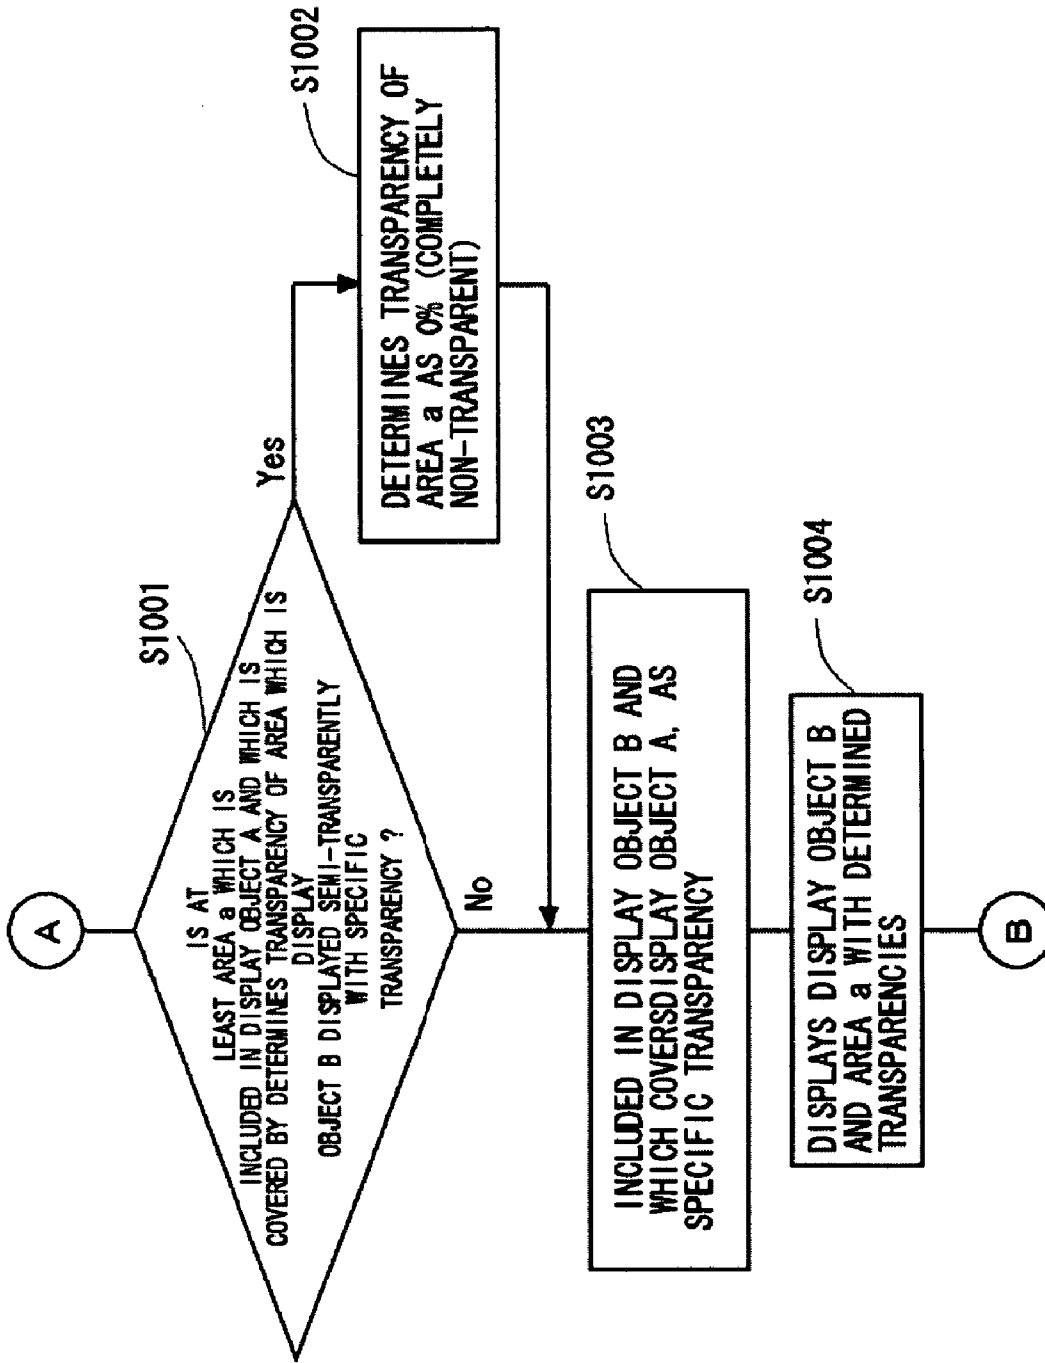 A
S1001
IS AT
LEAST AREA a WHICH IS
INCLUDED IN DISPLAY OBJECT A AND WHICH IS
COVERED BY DETERMINES TRANSPARENCY OF AREA WHICH IS
DISPLAY
OBJECT B DISPLAYED SEMI-TRANSPARENTLY
WITH SPECIFIC
TRANSPARENCY ?
Yes
S1002
DETERMINES TRANSPARENCY OF
AREA a AS 0% (COMPLETELY
NON-TRANSPARENT)
No
S1003
INCLUDED IN DISPLAY OBJECT B AND
WHICH COVERSDISPLAY OBJECT A, AS
SPECIFIC TRANSPARENCY
S1004
DISPLAYS DISPLAY OBJECT B
AND AREA a WITH DETERMINED
TRANSPARENCIES
B